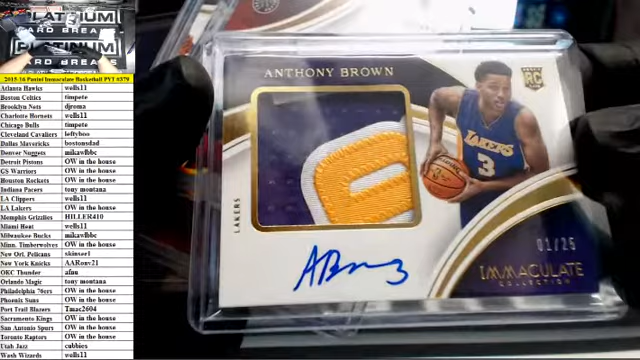 PLATINUM
CARD BREAKS
PLATINUM
CARD BREAKS
2015-16 Panini Immaculate Basketball PYT #379
Atlanta Hawks wells11
Boston Celtics timpete
Brooklyn Nets djroma
Charlotte Hornets wells11
Chicago Bulls timpete
Cleveland Cavaliers leftyboo
Dallas Mavericks bostonsdad
Denver Nuggets mikawlbbc
Detroit Pistons OW in the house
GS Warriors OW in the house
Houston Rockets OW in the house
Indiana Pacers tony montana
LA Clippers wells11
LA Lakers OW in the house
Memphis Grizzlies HILLER410
Miami Heat wells11
Milwaukee Bucks mikawlbbc
Minn. Timberwolves OW in the house
New Orl. Pelicans skinser1
New York Knicks AARonv21
OKC Thunder afau
Orlando Magic tony montana
Philadelphia 76ers OW in the house
Phoenix Suns OW in the house
Port Trail Blazers Tmac2604
Sacramento Kings OW in the house
San Antonio Spurs OW in the house
Toronto Raptors OW in the house
Utah Jazz cubbies
Wash Wizards wells11
ANTHONY BROWN
RC
LAKERS
3
LAKERS
01/25
IMMACULATE
COLLECTION